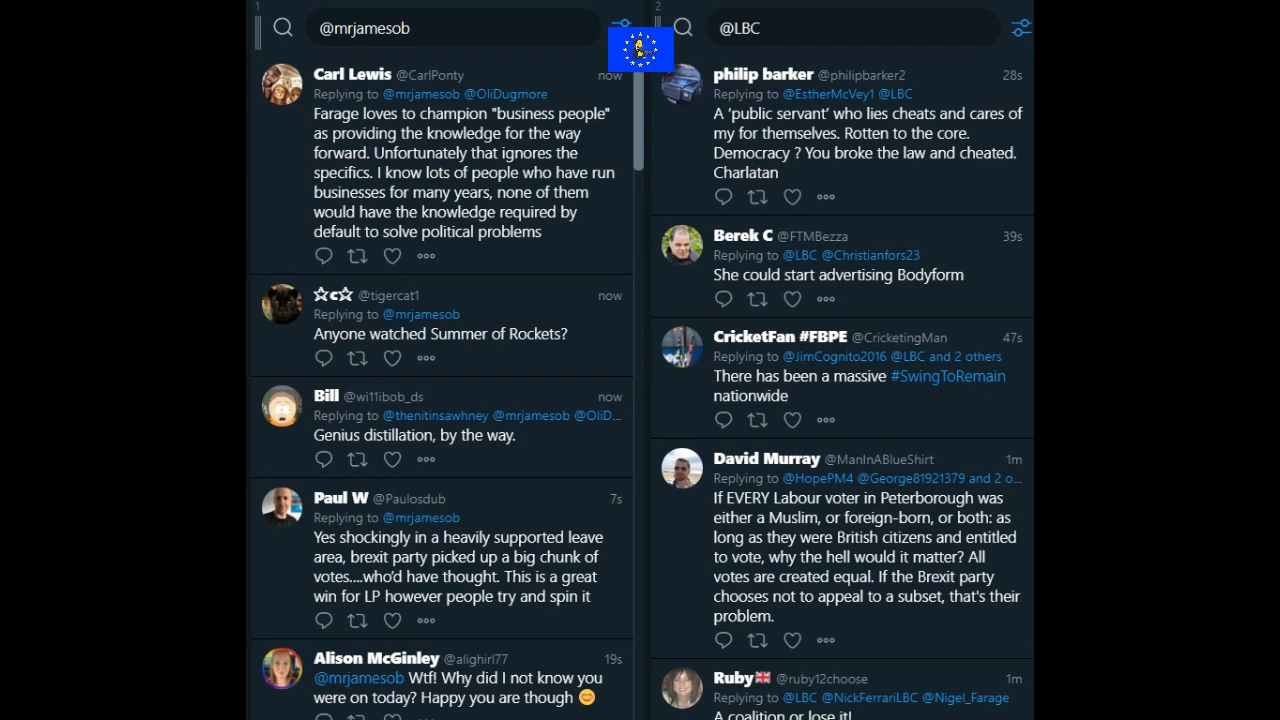 1
@mrjamesob
Carl Lewis @CarlPonty now
Replying to @mrjamesob @OliDugmore
Farage loves to champion "business people"
as providing the knowledge for the way
forward. Unfortunately that ignores the
specifics. I know lots of people who have run
businesses for many years, none of them
would have the knowledge required by
default to solve political problems
☆c☆ @tigercat1 now
Replying to @mrjamesob
Anyone watched Summer of Rockets?
Bill @wi11ibob_ds now
Replying to @thenitinsawhney @mrjamesob @OliD...
Genius distillation, by the way.
Paul W @Paulosdub 7s
Replying to @mrjamesob
Yes shockingly in a heavily supported leave
area, brexit party picked up a big chunk of
votes....who'd have thought. This is a great
win for LP however people try and spin it
Alison McGinley @alighirl77 19s
@mrjamesob Wtf! Why did I not know you
were on today? Happy you are though 😊
2
@LBC
philip barker @philipbarker2 28s
Replying to @EstherMcVey1 @LBC
A ‘public servant’ who lies cheats and cares of
my for themselves. Rotten to the core.
Democracy ? You broke the law and cheated.
Charlatan
Berek C @FTMBezza 39s
Replying to @LBC @Christianfors23
She could start advertising Bodyform
CricketFan #FBPE @CricketingMan 47s
Replying to @JimCognito2016 @LBC and 2 others
There has been a massive #SwingToRemain
nationwide
David Murray @ManInABlueShirt 1m
Replying to @HopePM4 @George81921379 and 2 o...
If EVERY Labour voter in Peterborough was
either a Muslim, or foreign-born, or both: as
long as they were British citizens and entitled
to vote, why the hell would it matter? All
votes are created equal. If the Brexit party
chooses not to appeal to a subset, that's their
problem.
Ruby🇬🇧 @ruby12choose 1m
Replying to @LBC @NickFerrariLBC @Nigel_Farage
A coalition or lose it!